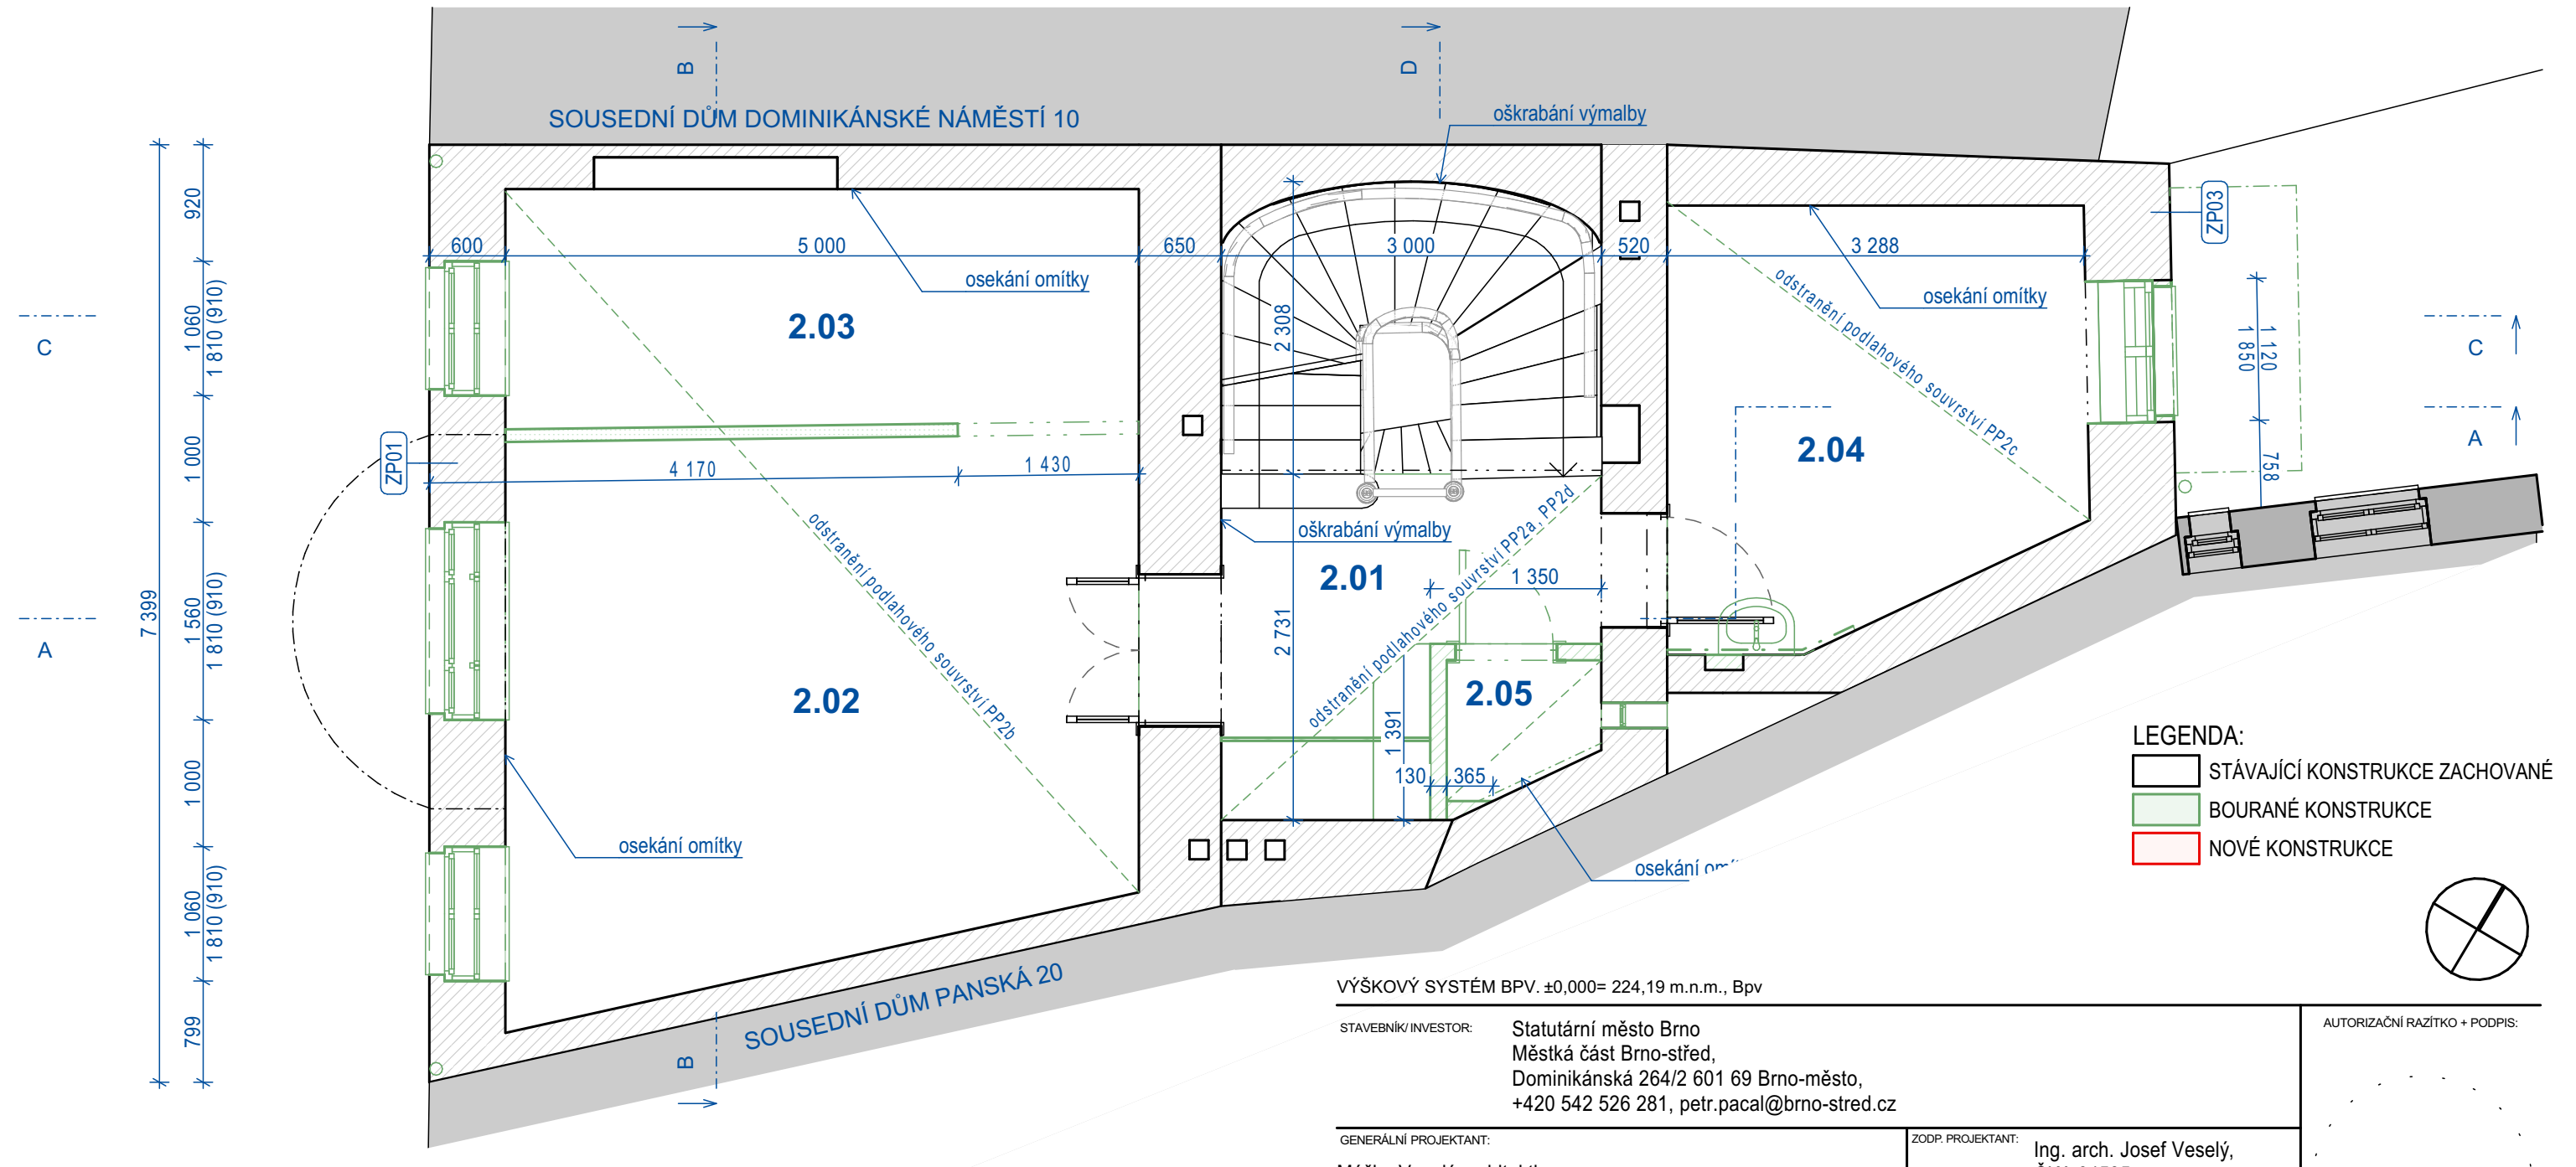 B
D
SOUSEDNÍ DŮM DOMINIKÁNSKÉ NÁMĚSTÍ 10
oškrabání výmalby
ZP03
920
600
5 000
650
3 000
520
3 288
osekání omítky
osekání omítky
odstranění podlahového souvrství PP2c
2.03
2 308
1 060
1 810 (910)
1 120
1 850
C
C
A
ZP01
1 000
4 170
1 430
2.04
758
odstranění podlahového souvrství PP2b
oškrabání výmalby
odstranění podlahového souvrství PP2a, PP2d
2.01
1 350
7 399
1 560
1 810 (910)
2 731
A
2.02
2.05
1 391
130
365
1 000
osekání omítky
osekání
1 060
1 810 (910)
799
SOUSEDNÍ DŮM PANSKÁ 20
B
LEGENDA:
STÁVAJÍCÍ KONSTRUKCE ZACHOVANÉ
BOURANÉ KONSTRUKCE
NOVÉ KONSTRUKCE
VÝŠKOVÝ SYSTÉM BPV. ±0,000= 224,19 m.n.m., Bpv
STAVEBNÍK/ INVESTOR:
Statutární město Brno
Městká část Brno-střed,
Dominikánská 264/2 601 69 Brno-město,
+420 542 526 281, petr.pacal@brno-stred.cz
AUTORIZAČNÍ RAZÍTKO + PODPIS:
GENERÁLNÍ PROJEKTANT:
ZODP. PROJEKTANT:
Ing. arch. Josef Veselý,